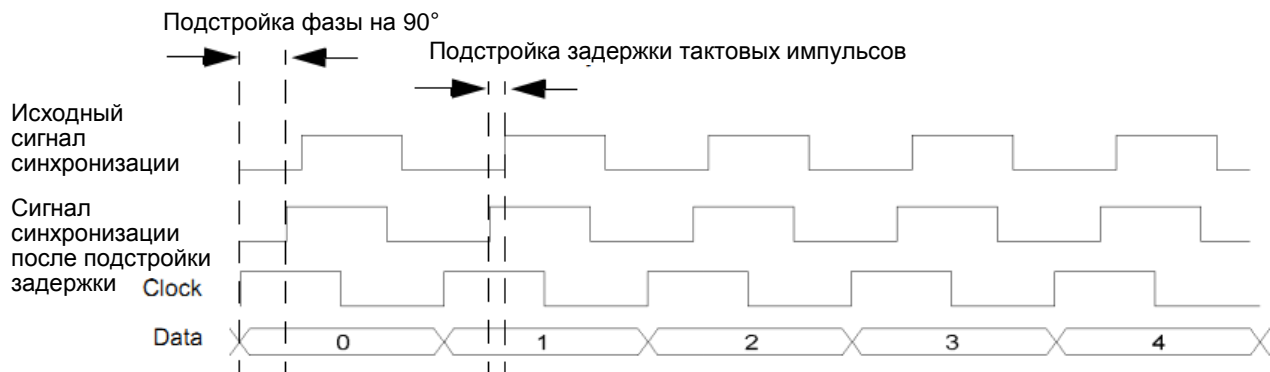 Подстройка фазы на 90°
Подстройка задержки тактовых импульсов
Исходный
сигнал
синхронизации
Сигнал
синхронизации
после подстройки
задержки
Clock
Data
0
1
2
3
4